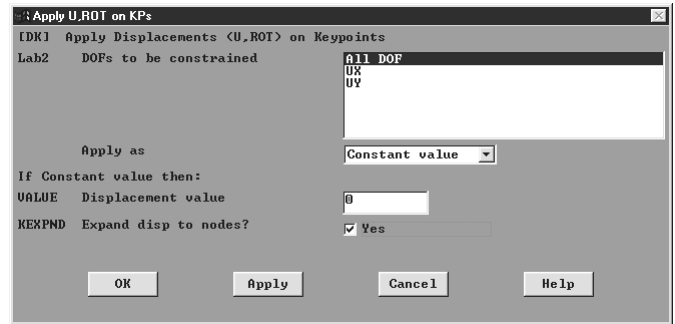 Apply U,ROT on KPs
[DK] Apply Displacements (U,ROT) on Keypoints
Lab2 DOFs to be constrained
All DOF
UX
UY
Apply as Constant value
If Constant value then:
VALUE Displacement value 0
KEXPND Expand disp to nodes? Yes
OK Apply Cancel Help